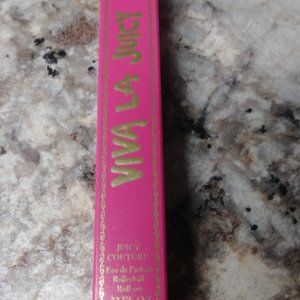 VIVA LA JUICY
JUICY
COUTURE
Eau de Parfum
Rollerball
Roll-on